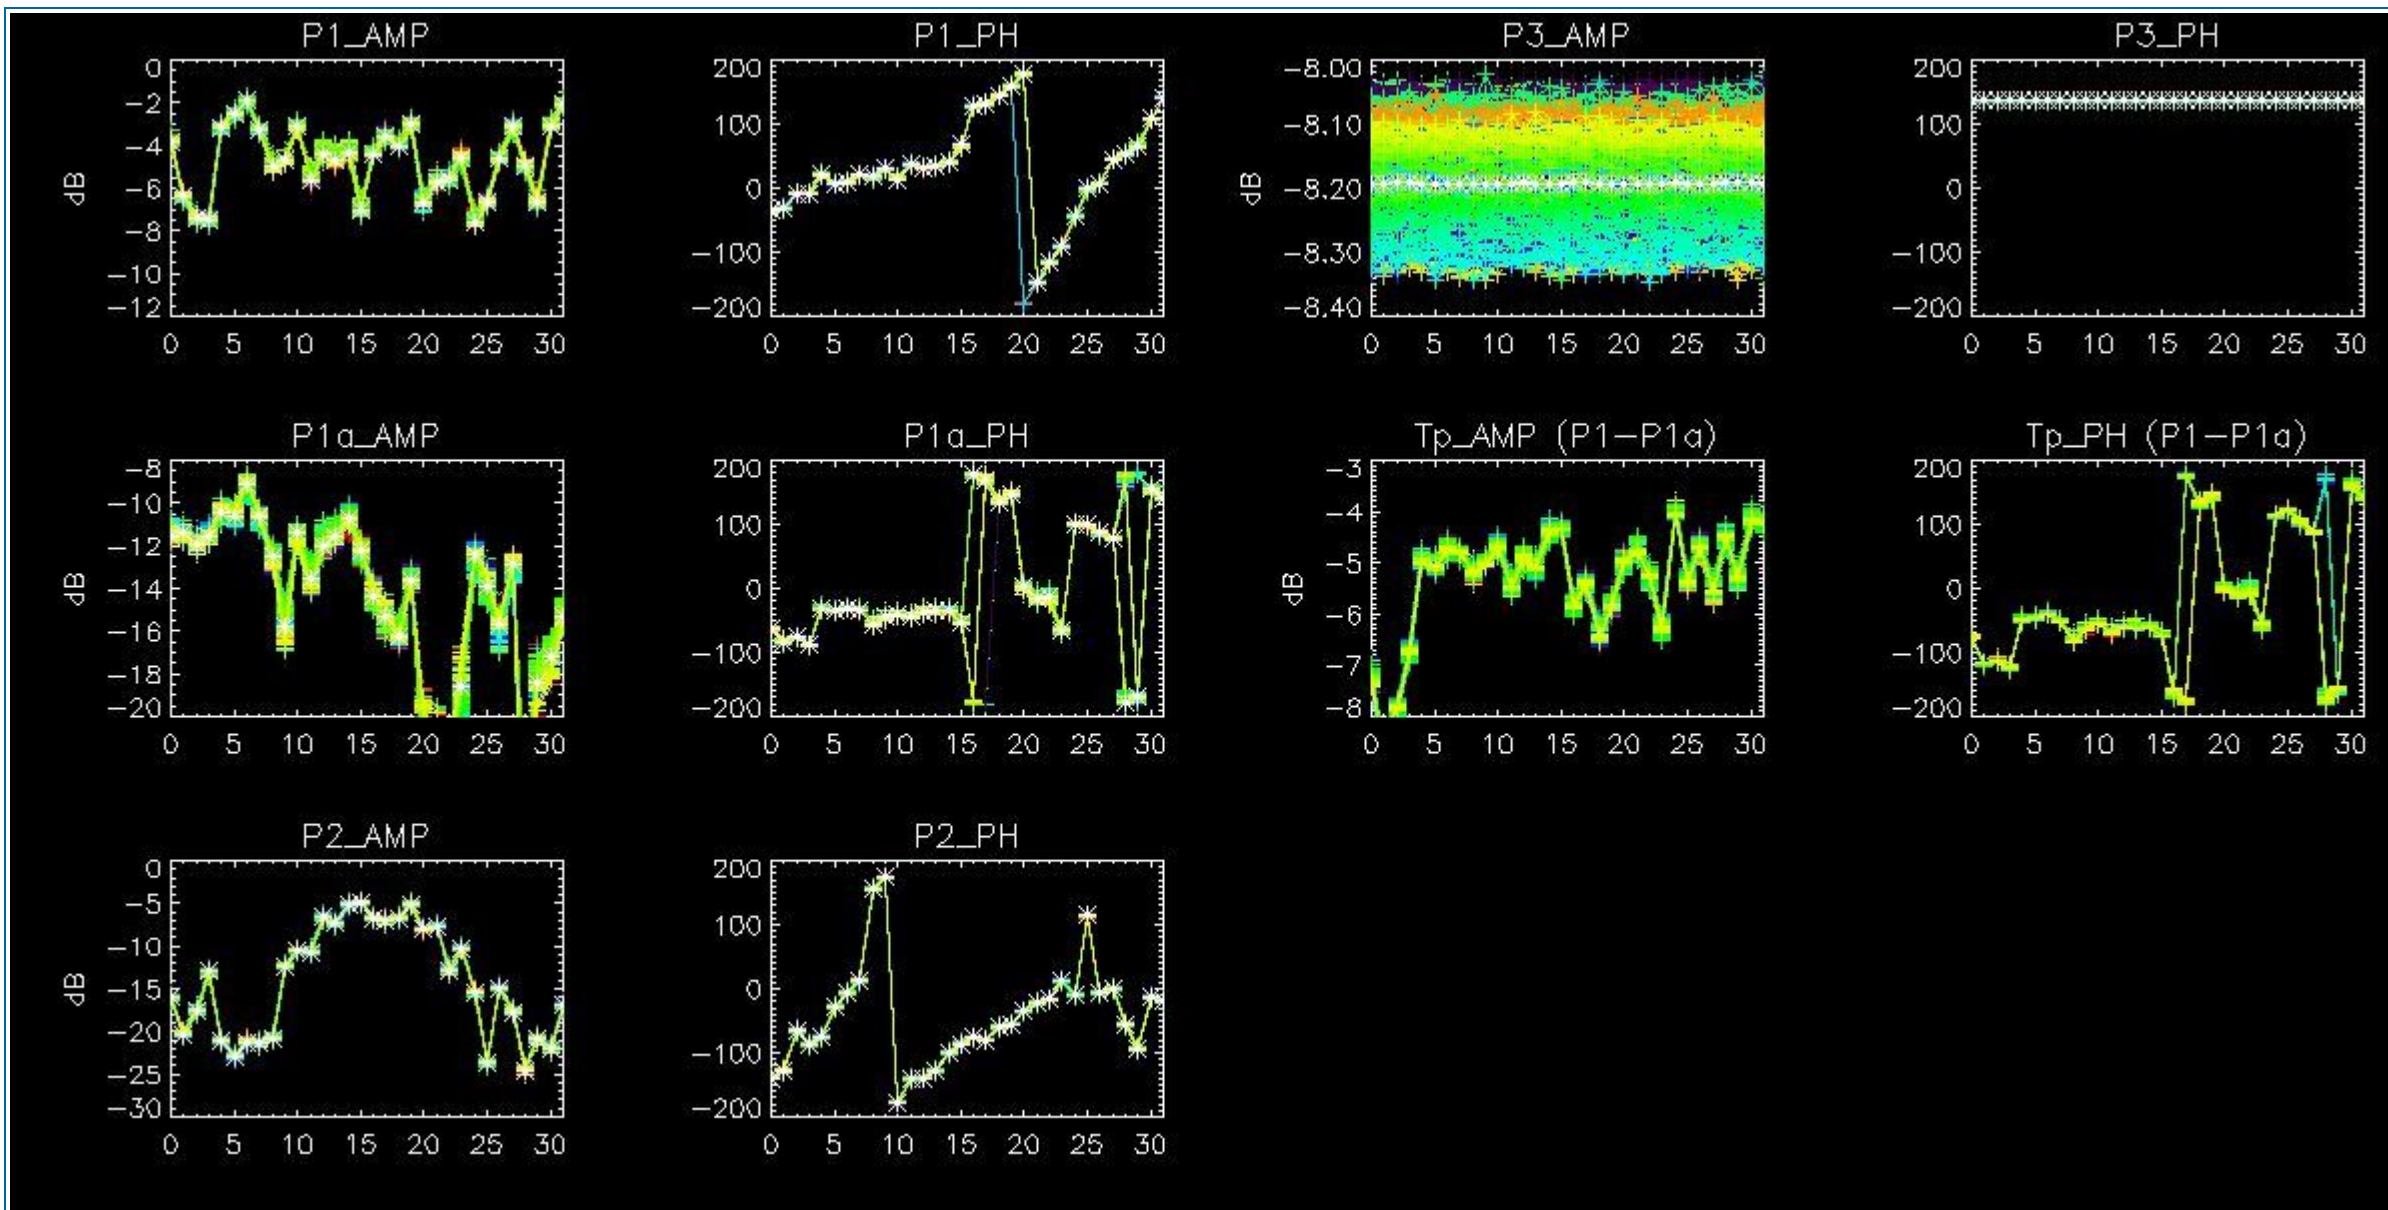 P1_AMP
0
−2
−4
−6
−8
−10
−12
dB
0 5 10 15 20 25 30
P1_PH
200
100
0
−100
−200
0 5 10 15 20 25 30
P3_AMP
−8.00
−8.10
−8.20
−8.30
−8.40
dB
0 5 10 15 20 25 30
P3_PH
200
100
0
−100
−200
0 5 10 15 20 25 30
P1a_AMP
−8
−10
−12
−14
−16
−18
−20
dB
0 5 10 15 20 25 30
P1a_PH
200
100
0
−100
−200
0 5 10 15 20 25 30
Tp_AMP (P1−P1a)
−3
−4
−5
−6
−7
−8
dB
0 5 10 15 20 25 30
Tp_PH (P1−P1a)
200
100
0
−100
−200
0 5 10 15 20 25 30
P2_AMP
0
−5
−10
−15
−20
−25
−30
dB
0 5 10 15 20 25 30
P2_PH
200
100
0
−100
−200
0 5 10 15 20 25 30